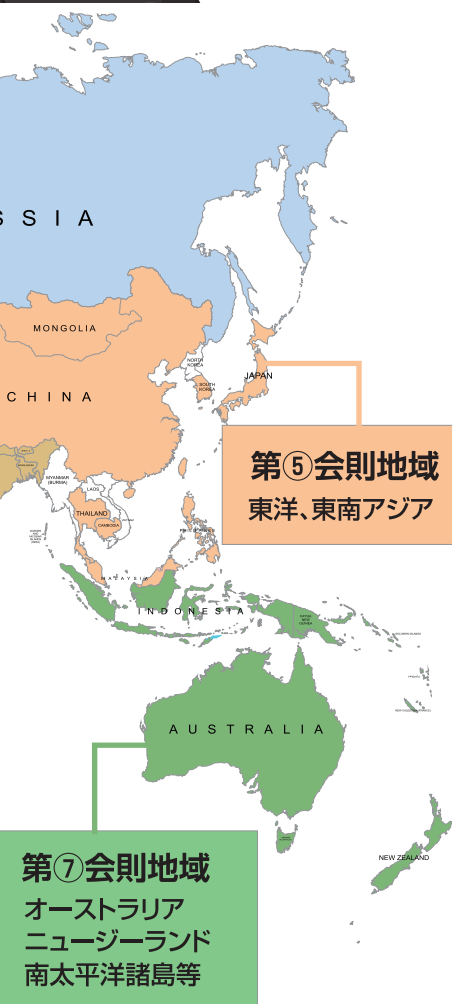 SSIA
MONGOLIA
CHINA
NORTH
KOREA
SOUTH
KOREA
JAPAN
第⑤会則地域
東洋、東南アジア
MYANMAR
(BURMA)
LAOS
THAILAND
CAMBODIA
PHILIPPINES
MALAYSIA
INDONESIA
PAPUA
NEW
GUINEA
AUSTRALIA
NEW ZEALAND
第⑦会則地域
オーストラリア
ニュージーランド
南太平洋諸島等